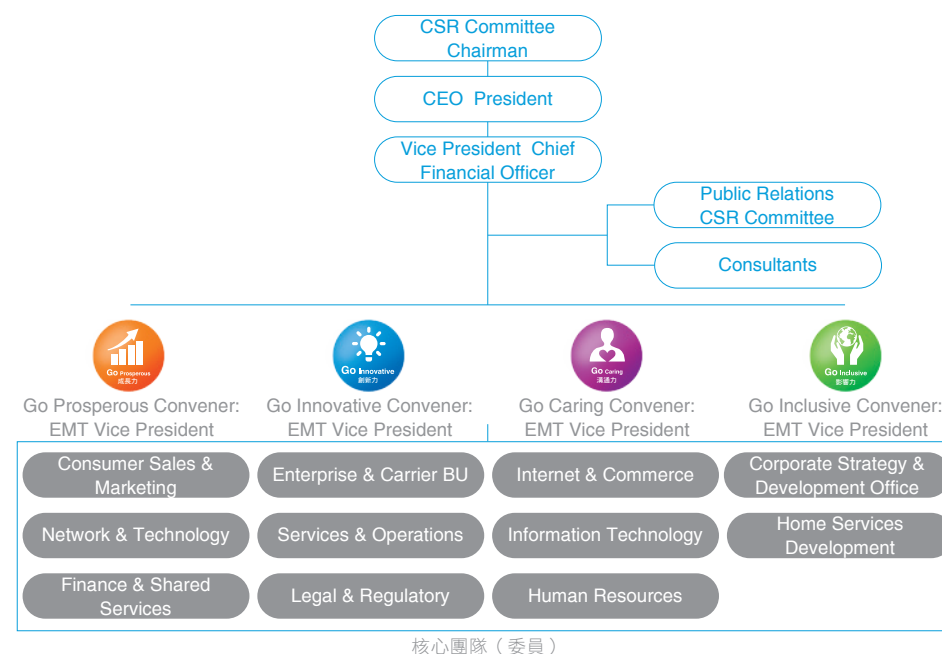 CSR Committee
Chairman
CEO President
Vice President Chief
Financial Officer
Public Relations
CSR Committee
Consultants
Go Prosperous
成長力
Go Innovative
創新力
Go Caring
溝通力
Go Inclusive
影響力
Go Prosperous Convener:
EMT Vice President
Go Innovative Convener:
EMT Vice President
Go Caring Convener:
EMT Vice President
Go Inclusive Convener:
EMT Vice President
Consumer Sales &
Marketing
Enterprise & Carrier BU
Internet & Commerce
Corporate Strategy &
Development Office
Network & Technology
Services & Operations
Information Technology
Home Services
Development
Finance & Shared
Services
Legal & Regulatory
Human Resources
核心團隊（委員）